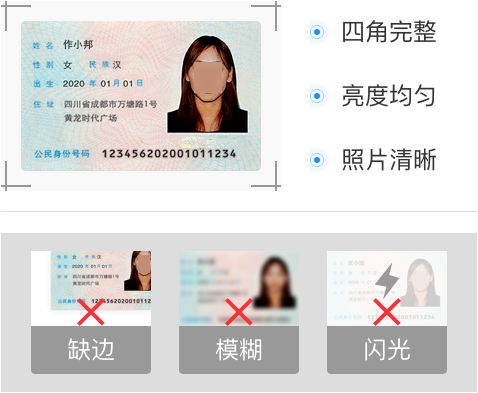 姓名 作小邦
性别 女 民族 汉
出生 2020 年 01 月 01 日
住址 四川省成都市万塘路1号
黄龙时代广场
公民身份号码 123456202001011234
四角完整
亮度均匀
照片清晰
性别 女 民族 汉
出生 2020 年 01 月 01 日
住址 四川省成都市万塘路1号
黄龙时代广场
公民身份号码
缺边
模糊
闪光